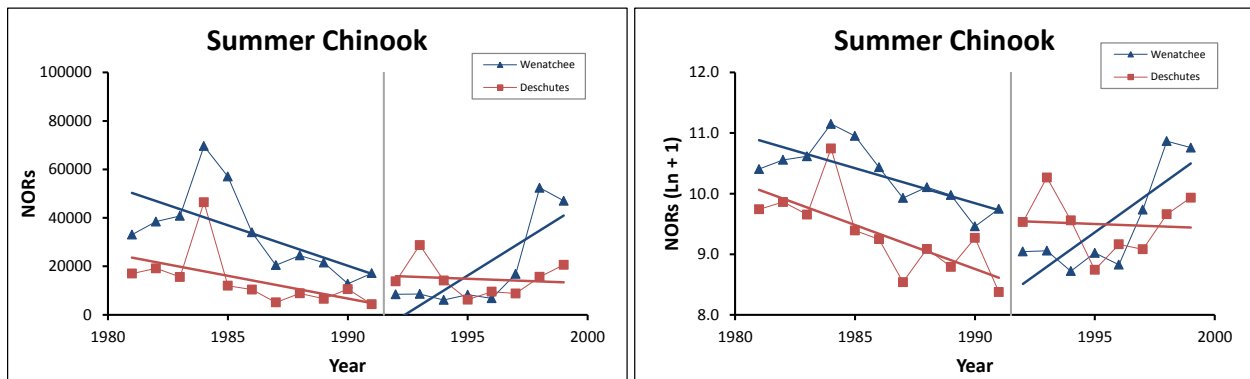 Summer Chinook
Wenatchee
Deschutes
NORs
100000
80000
60000
40000
20000
0
1980
1985
1990
1995
2000
Year
Summer Chinook
Wenatchee
Deschutes
NORs (Ln + 1)
12.0
11.0
10.0
9.0
8.0
1980
1985
1990
1995
2000
Year